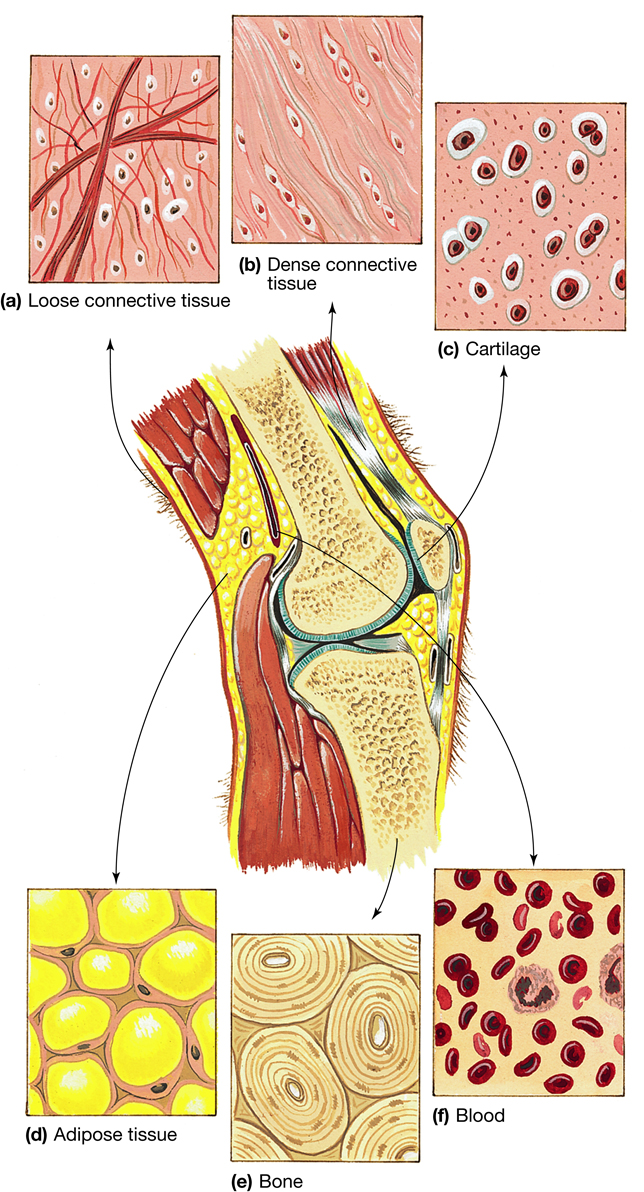 (a) Loose connective tissue
(b) Dense connective
tissue
(c) Cartilage
(d) Adipose tissue
(e) Bone
(f) Blood